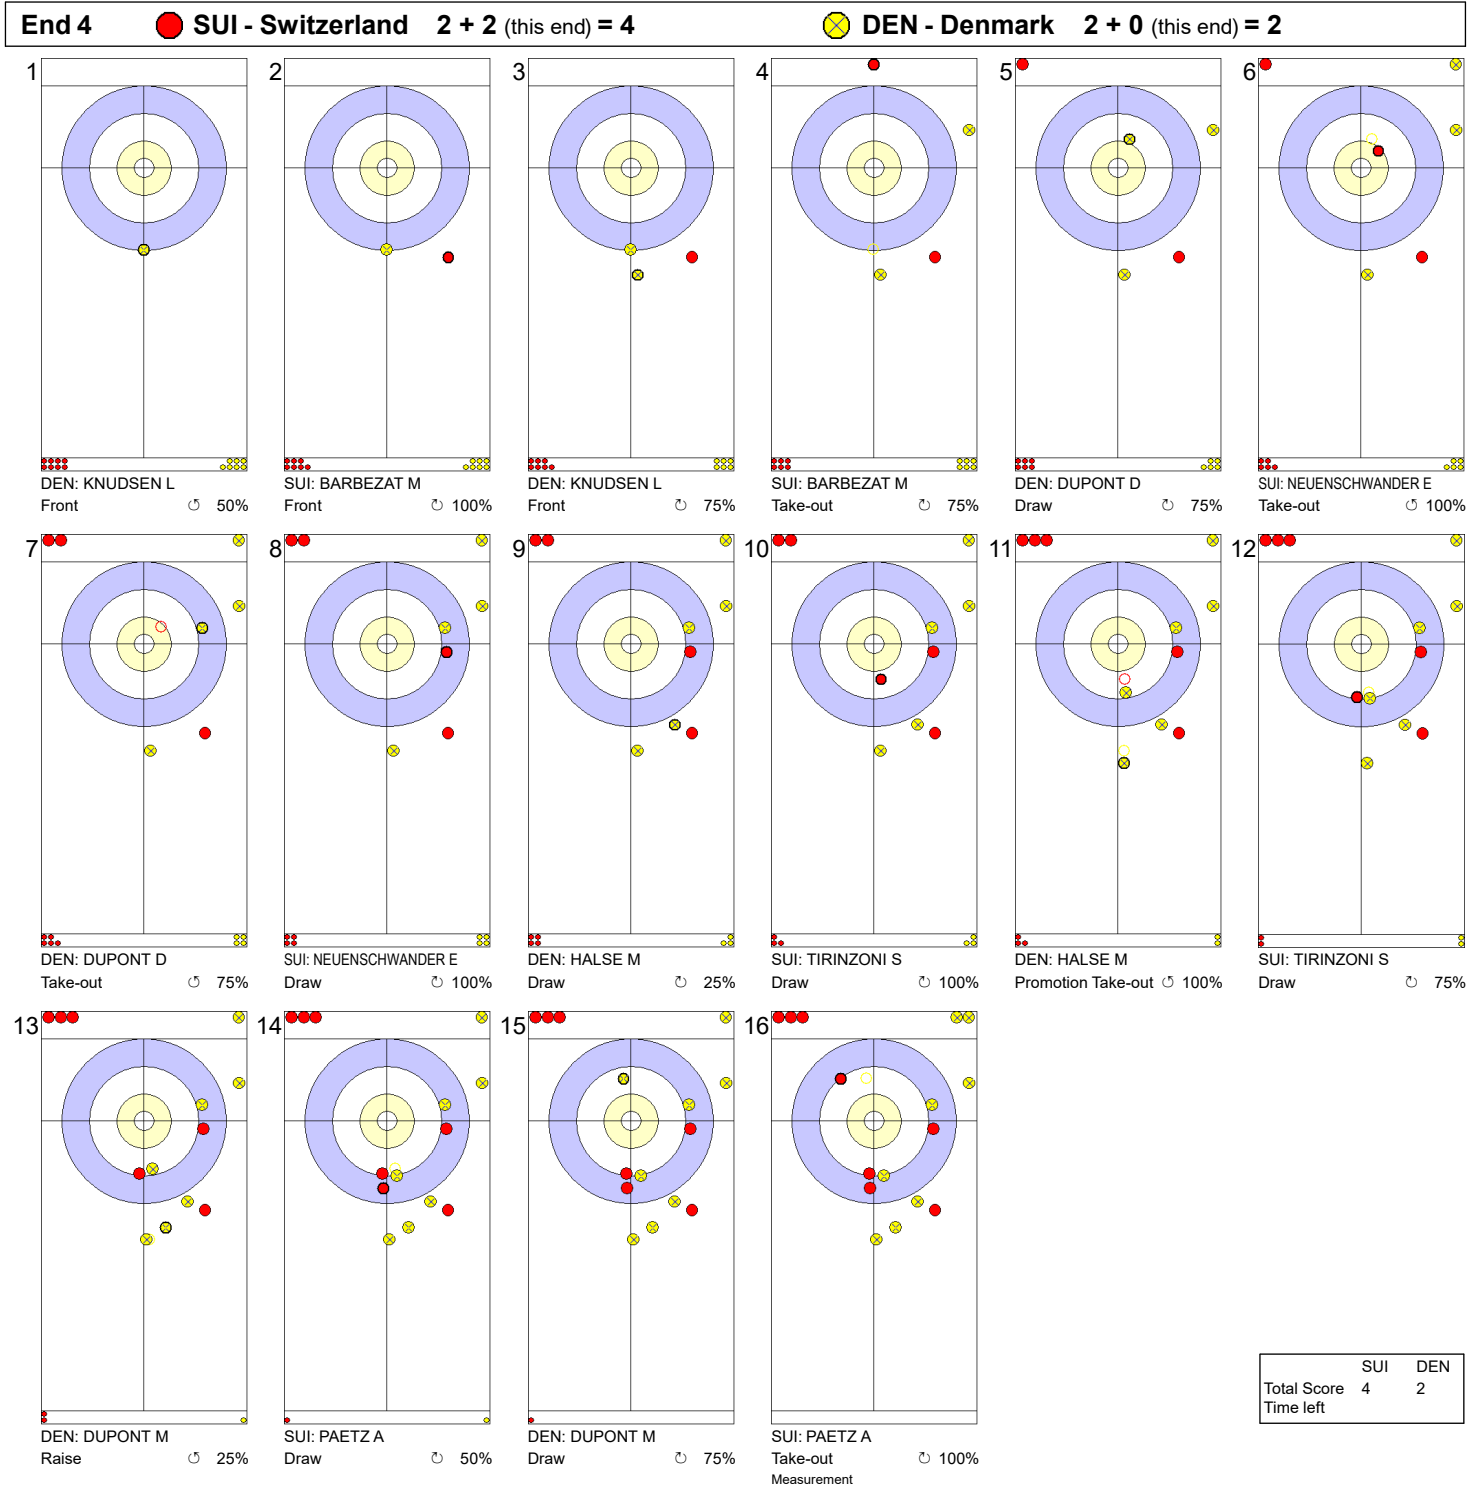 End 4 SUI - Switzerland 2 + 2 (this end) = 4 DEN - Denmark 2 + 0 (this end) = 2
1 2 3 4 5 6
DEN: KNUDSEN L SUI: BARBEZAT M DEN: KNUDSEN L SUI: BARBEZAT M DEN: DUPONT D SUI: NEUENSCHWANDER E
Front ↺ 50% Front ↻ 100% Front ↻ 75% Take-out ↻ 75% Draw ↻ 75% Take-out ↺ 100%
7 8 9 10 11 12
DEN: DUPONT D SUI: NEUENSCHWANDER E DEN: HALSE M SUI: TIRINZONI S DEN: HALSE M SUI: TIRINZONI S
Take-out ↺ 75% Draw ↻ 100% Draw ↻ 25% Draw ↻ 100% Promotion Take-out ↺ 100% Draw ↻ 75%
13 14 15 16
DEN: DUPONT M SUI: PAETZ A DEN: DUPONT M SUI: PAETZ A
Raise ↺ 25% Draw ↻ 50% Draw ↻ 75% Take-out ↻ 100%
Measurement
SUI DEN
Total Score 4 2
Time left